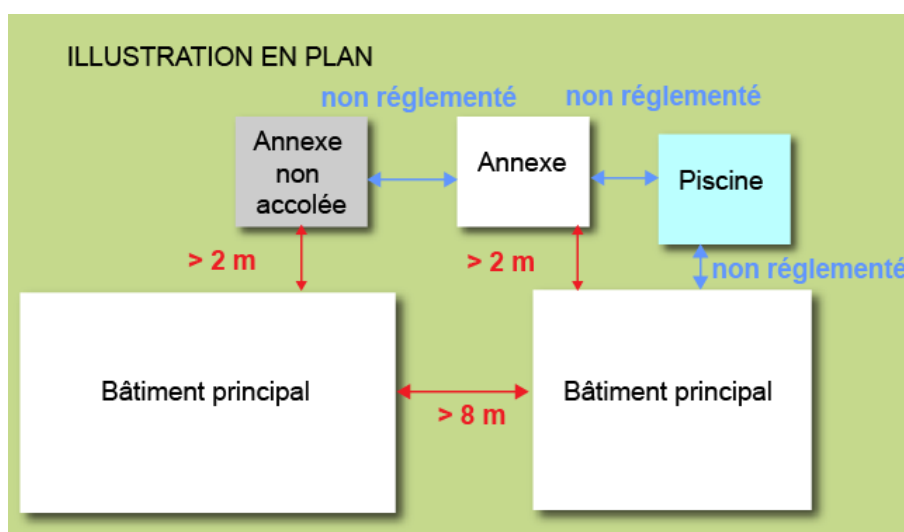 ILLUSTRATION EN PLAN
non réglementé
non réglementé
Annexe
non
accolée
Annexe
Piscine
> 2 m
> 2 m
non réglementé
Bâtiment principal
Bâtiment principal
> 8 m